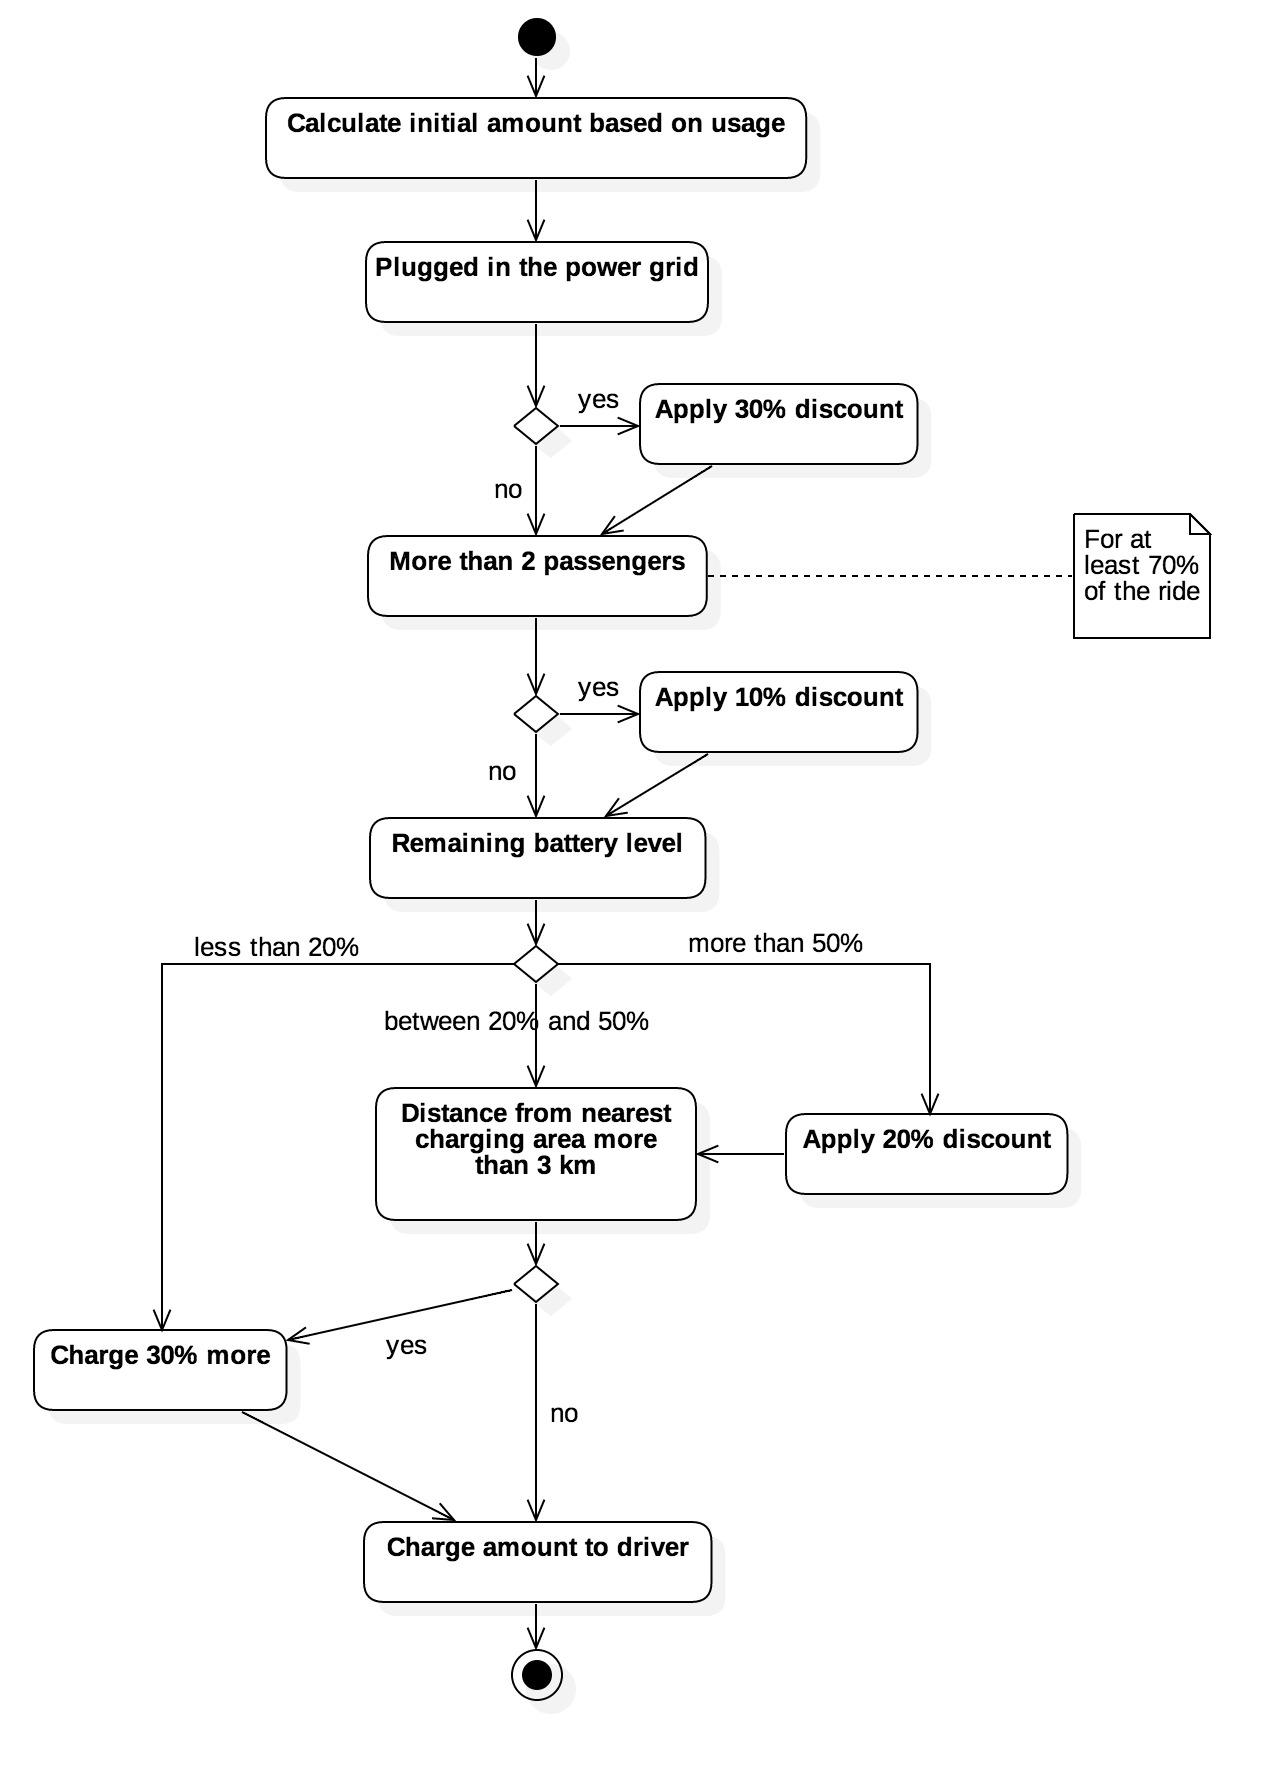 Calculate initial amount based on usage
Plugged in the power grid
yes
Apply 30% discount
no
More than 2 passengers
For at
least 70%
of the ride
yes
Apply 10% discount
no
Remaining battery level
less than 20%
more than 50%
between 20% and 50%
Distance from nearest
charging area more
than 3 km
Apply 20% discount
yes
Charge 30% more
no
Charge amount to driver